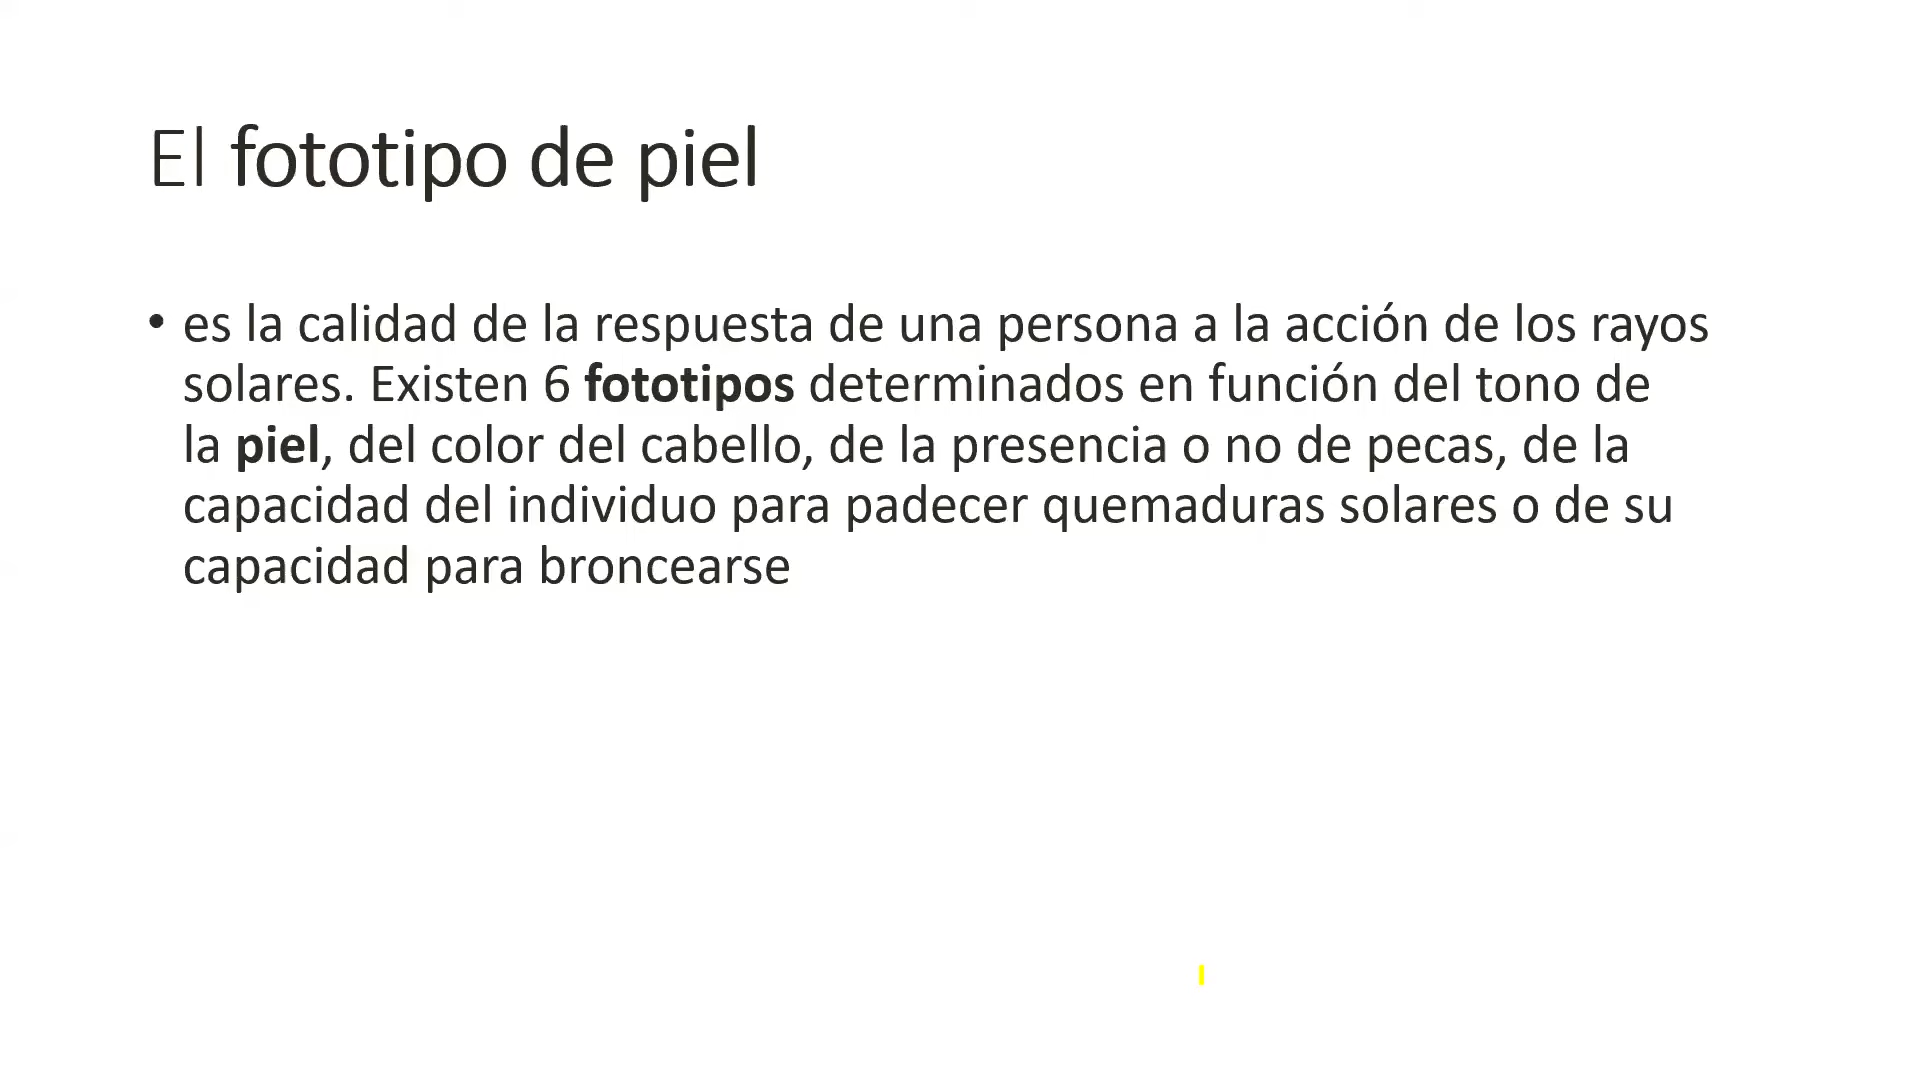 El fototipo de piel
• es la calidad de la respuesta de una persona a la acción de los rayos
solares. Existen 6 fototipos determinados en función del tono de
la piel, del color del cabello, de la presencia o no de pecas, de la
capacidad del individuo para padecer quemaduras solares o de su
capacidad para broncearse